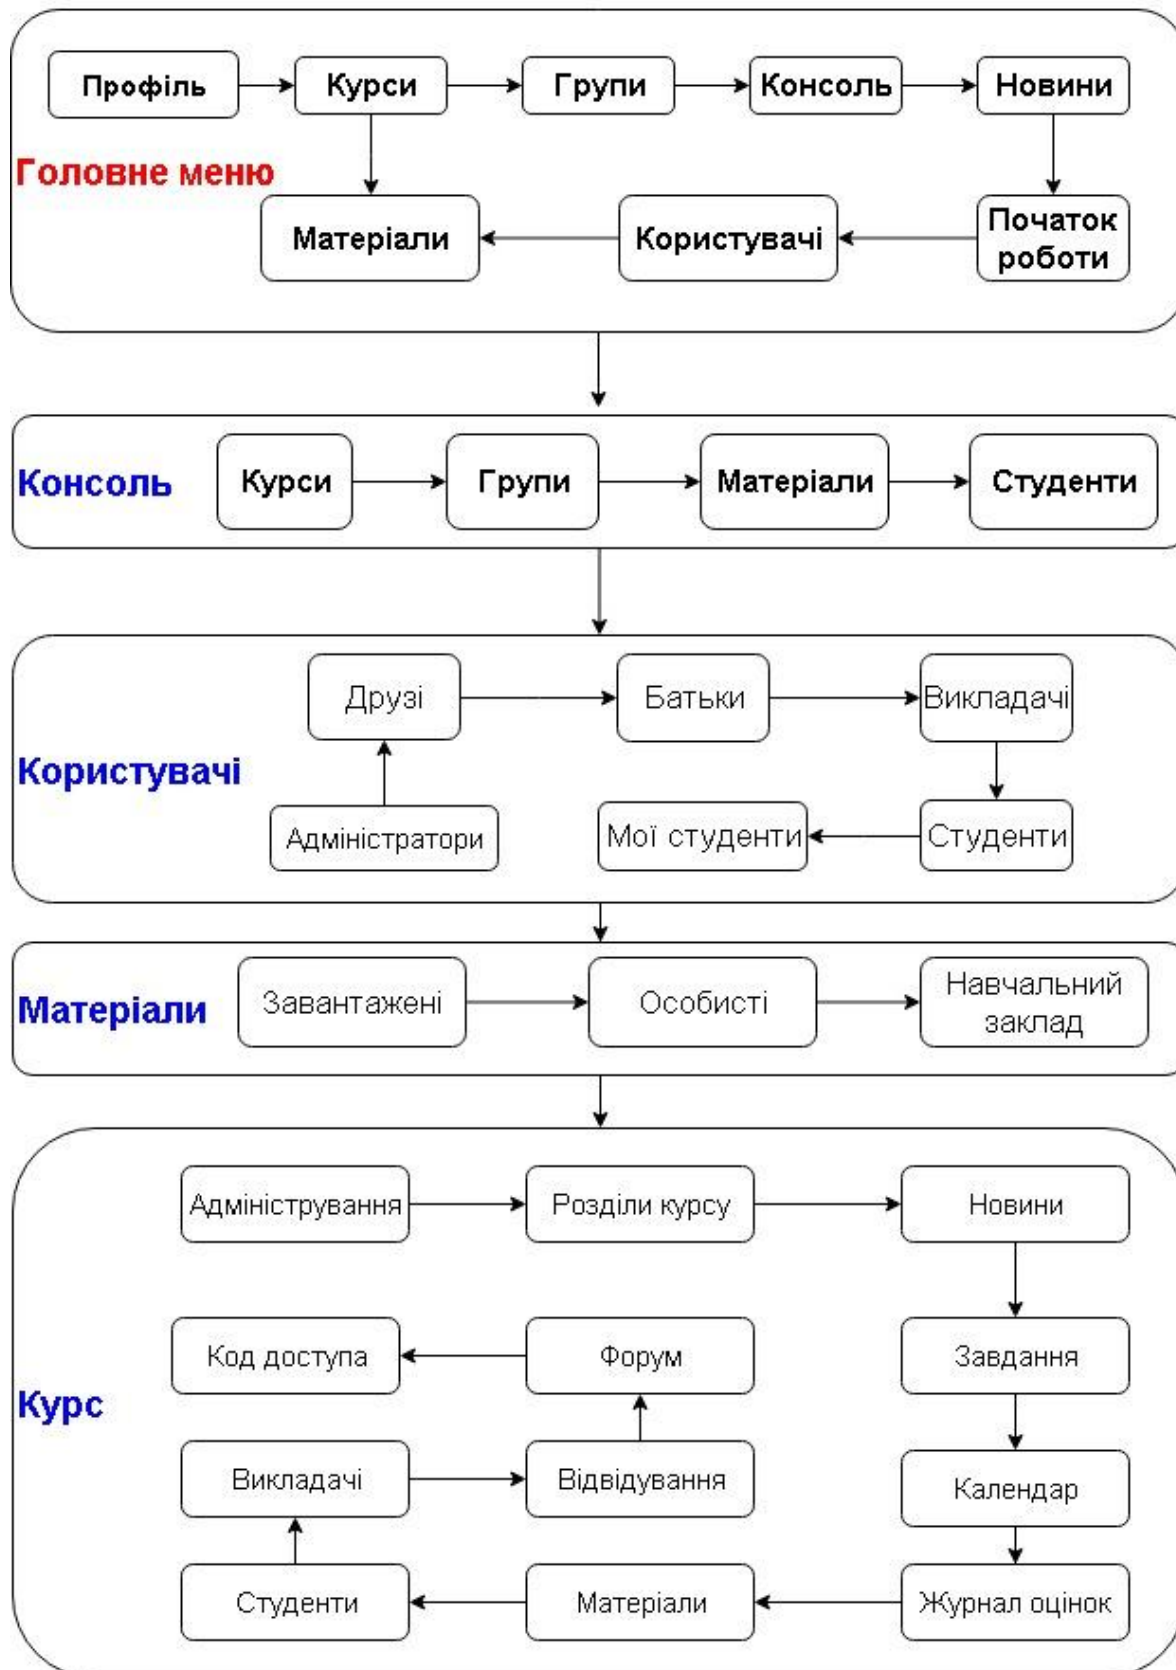 Профіль
Курси
Групи
Консоль
Новини
Головне меню
Матеріали
Користувачі
Початок
роботи
Консоль
Курси
Групи
Матеріали
Студенти
Друзі
Батьки
Викладачі
Користувачі
Адміністратори
Мої студенти
Студенти
Матеріали
Завантажені
Особисті
Навчальний
заклад
Адміністрування
Розділи курсу
Новини
Код доступа
Форум
Завдання
Курс
Викладачі
Відвідування
Календар
Студенти
Матеріали
Журнал оцінок